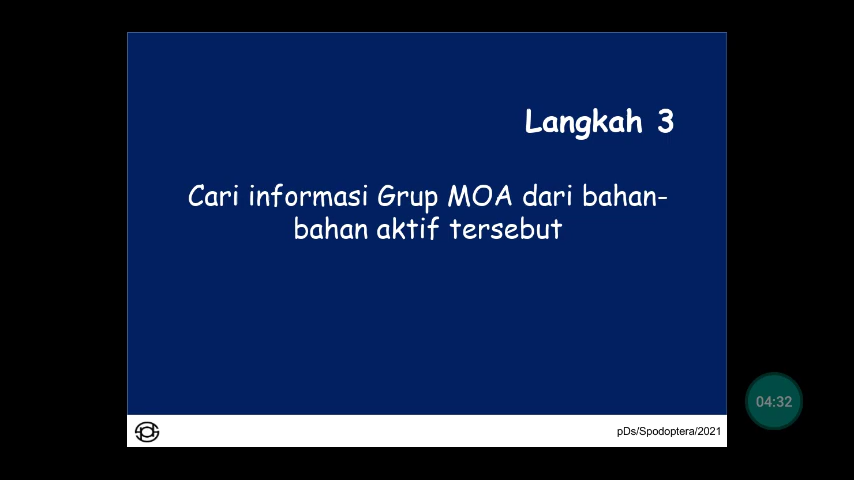 Langkah 3
Cari informasi Grup MOA dari bahan-
bahan aktif tersebut
04:32
pDs/Spodoptera/2021